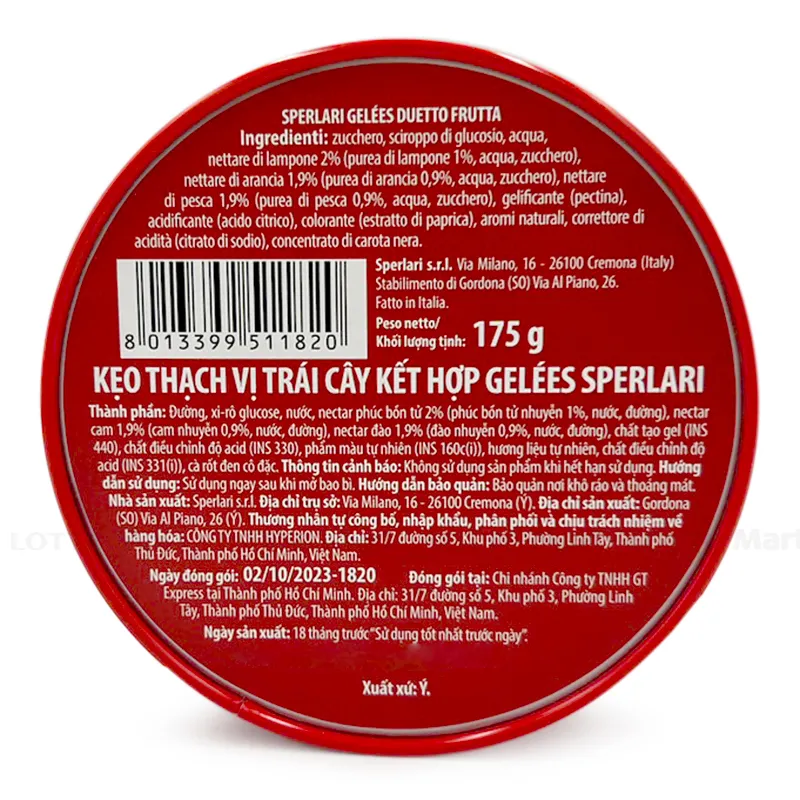 SPERLARI GELÉES DUETTO FRUTTA
Ingredienti: zucchero, sciroppo di glucosio, acqua,
nettare di lampone 2% (purea di lampone 1%, acqua, zucchero),
nettare di arancia 1,9% (purea di arancia 0,9%, acqua, zucchero), nettare
di pesca 1,9% (purea di pesca 0,9%, acqua, zucchero), gelificante (pectina),
acidificante (acido citrico), colorante (estratto di paprica), aromi naturali, correttore di
acidità (citrato di sodio), concentrato di carota nera.
Sperlari s.r.l. Via Milano, 16 - 26100 Cremona (Italy)
Stabilimento di Gordona (SO) Via Al Piano, 26.
Fatto in Italia.
Peso netto/
Khối lượng tịnh: 175 g
8 013399 511820
KẸO THẠCH VỊ TRÁI CÂY KẾT HỢP GELÉES SPERLARI
Thành phần: Đường, xi-rô glucose, nước, nectar phúc bồn tử 2% (phúc bồn tử nhuyễn 1%, nước, đường), nectar
cam 1,9% (cam nhuyễn 0,9%, nước, đường), nectar đào 1,9% (đào nhuyễn 0,9%, nước, đường), chất tạo gel (INS
440), chất điều chỉnh độ acid (INS 330), phẩm màu tự nhiên (INS 160c(i)), hương liệu tự nhiên, chất điều chỉnh độ
acid (INS 331(i)), cà rốt đen cô đặc. Thông tin cảnh báo: Không sử dụng sản phẩm khi hết hạn sử dụng. Hướng
dẫn sử dụng: Sử dụng ngay sau khi mở bao bì. Hướng dẫn bảo quản: Bảo quản nơi khô ráo và thoáng mát.
Nhà sản xuất: Sperlari s.r.l. Địa chỉ trụ sở: Via Milano, 16 - 26100 Cremona (Ý). Địa chỉ sản xuất: Gordona
(SO) Via Al Piano, 26 (Ý). Thương nhân tự công bố, nhập khẩu, phân phối và chịu trách nhiệm về
hàng hóa: CÔNG TY TNHH HYPERION. Địa chỉ: 31/7 đường số 5, Khu phố 3, Phường Linh Tây, Thành phố
Thủ Đức, Thành phố Hồ Chí Minh, Việt Nam.
Ngày đóng gói: 02/10/2023-1820 Đóng gói tại: Chi nhánh Công ty TNHH GT
Express tại Thành phố Hồ Chí Minh. Địa chỉ: 31/7 đường số 5, Khu phố 3, Phường Linh
Tây, Thành phố Thủ Đức, Thành phố Hồ Chí Minh, Việt Nam.
Ngày sản xuất: 18 tháng trước "Sử dụng tốt nhất trước ngày".
Xuất xứ: Ý.
LOT
Mart